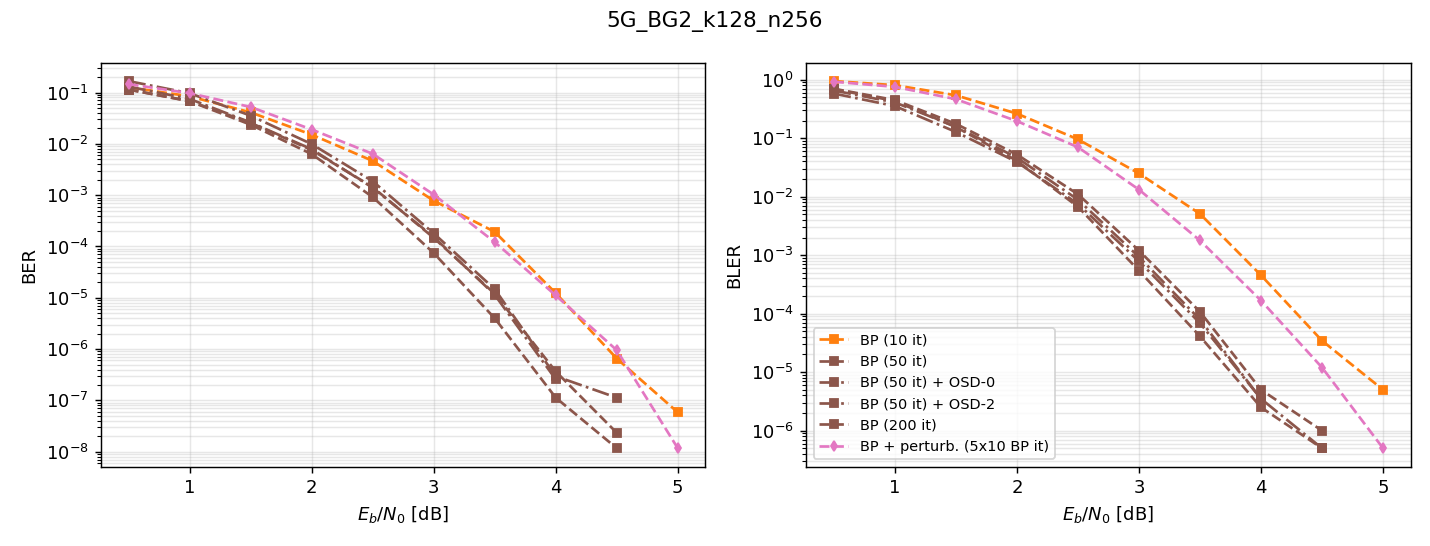 5G_BG2_k128_n256
BER
10⁻¹
10⁻²
10⁻³
10⁻⁴
10⁻⁵
10⁻⁶
10⁻⁷
10⁻⁸
1 2 3 4 5
E_b/N_0 [dB]
BLER
10⁰
10⁻¹
10⁻²
10⁻³
10⁻⁴
10⁻⁵
10⁻⁶
BP (10 it)
BP (50 it)
BP (50 it) + OSD-0
BP (50 it) + OSD-2
BP (200 it)
BP + perturb. (5x10 BP it)
1 2 3 4 5
E_b/N_0 [dB]